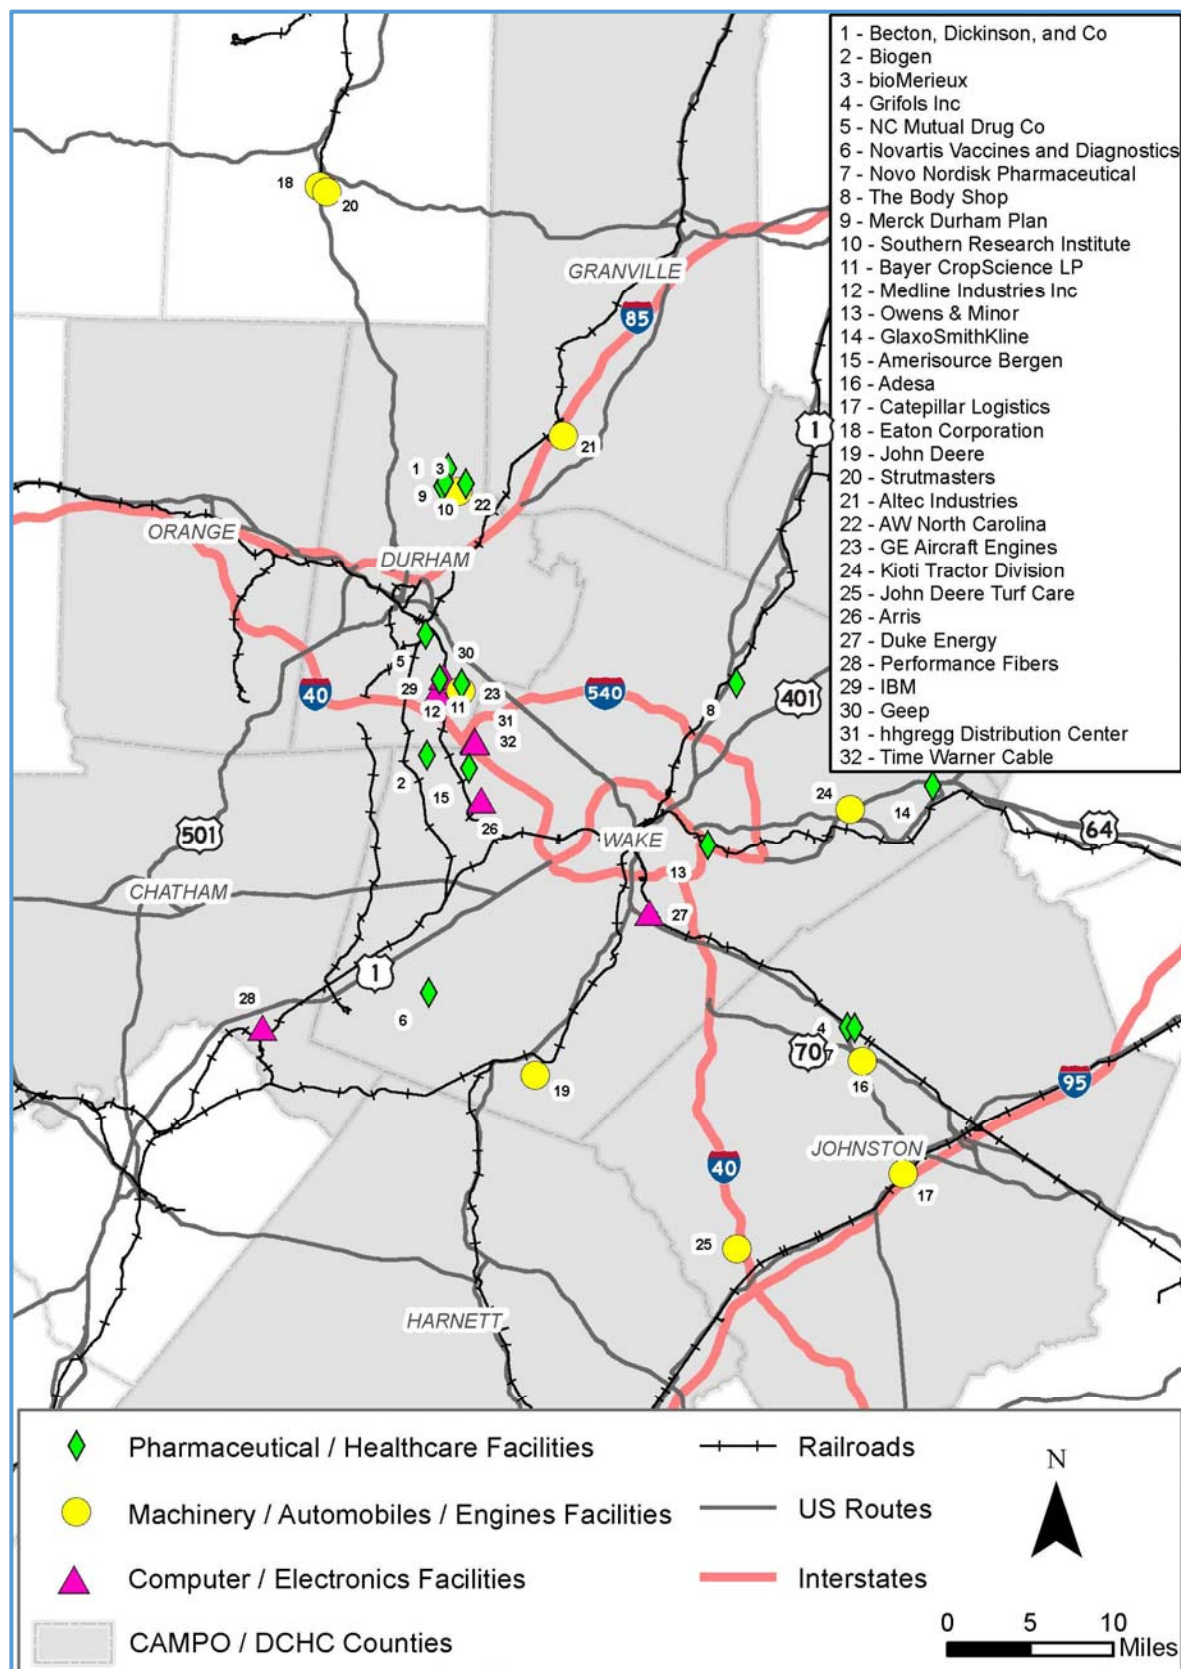 1 - Becton, Dickinson, and Co
2 - Biogen
3 - bioMerieux
4 - Grifols Inc
5 - NC Mutual Drug Co
6 - Novartis Vaccines and Diagnostics
7 - Novo Nordisk Pharmaceutical
8 - The Body Shop
9 - Merck Durham Plan
10 - Southern Research Institute
11 - Bayer CropScience LP
12 - Medline Industries Inc
13 - Owens & Minor
14 - GlaxoSmithKline
15 - Amerisource Bergen
16 - Adesa
17 - Catepillar Logistics
18 - Eaton Corporation
19 - John Deere
20 - Strutmasters
21 - Altec Industries
22 - AW North Carolina
23 - GE Aircraft Engines
24 - Kioti Tractor Division
25 - John Deere Turf Care
26 - Arris
27 - Duke Energy
28 - Performance Fibers
29 - IBM
30 - Geep
31 - hhgregg Distribution Center
32 - Time Warner Cable
18
20
GRANVILLE
85
1
21
1 3
9
10
22
ORANGE
DURHAM
5
30
40
29
11
23
540
401
12
31
8
32
2
15
26
24
14
501
WAKE
64
13
CHATHAM
27
1
28
6
4
70
7
16
19
95
JOHNSTON
40
17
25
HARNETT
Pharmaceutical / Healthcare Facilities
Machinery / Automobiles / Engines Facilities
Computer / Electronics Facilities
CAMPO / DCHC Counties
Railroads
US Routes
Interstates
N
0 5 10
Miles